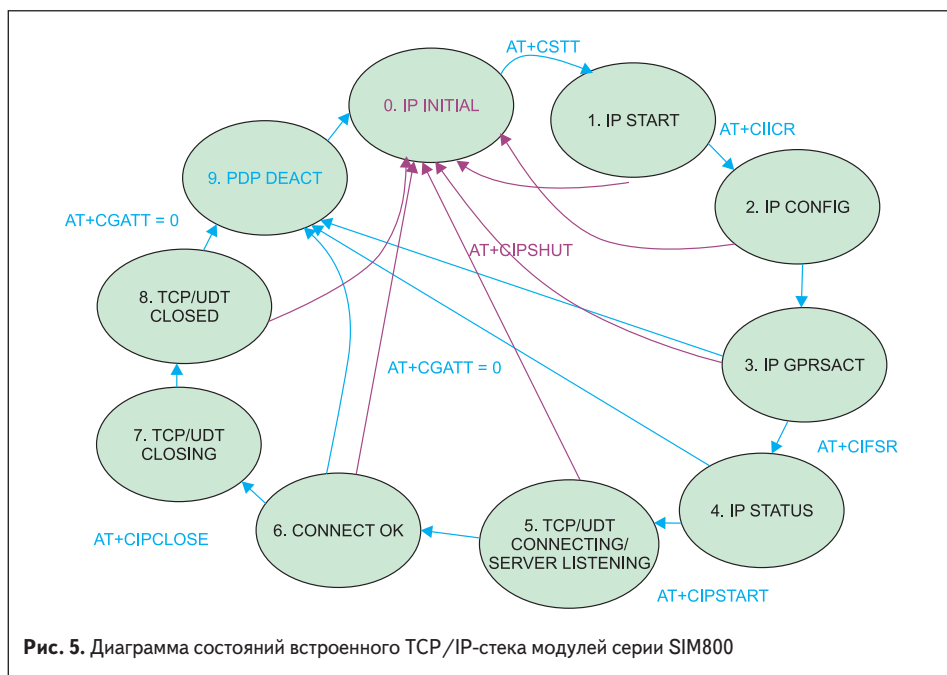 AT+CSTT
0. IP INITIAL
1. IP START
AT+CIICR
9. PDP DEACT
2. IP CONFIG
AT+CGATT = 0
AT+CIPSHUT
8. TCP/UDT
CLOSED
3. IP GPRSACT
AT+CGATT = 0
7. TCP/UDT
CLOSING
AT+CIFSR
4. IP STATUS
6. CONNECT OK
5. TCP/UDT
CONNECTING/
SERVER LISTENING
AT+CIPCLOSE
AT+CIPSTART
Рис. 5. Диаграмма состояний встроенного TCP/IP-стека модулей серии SIM800